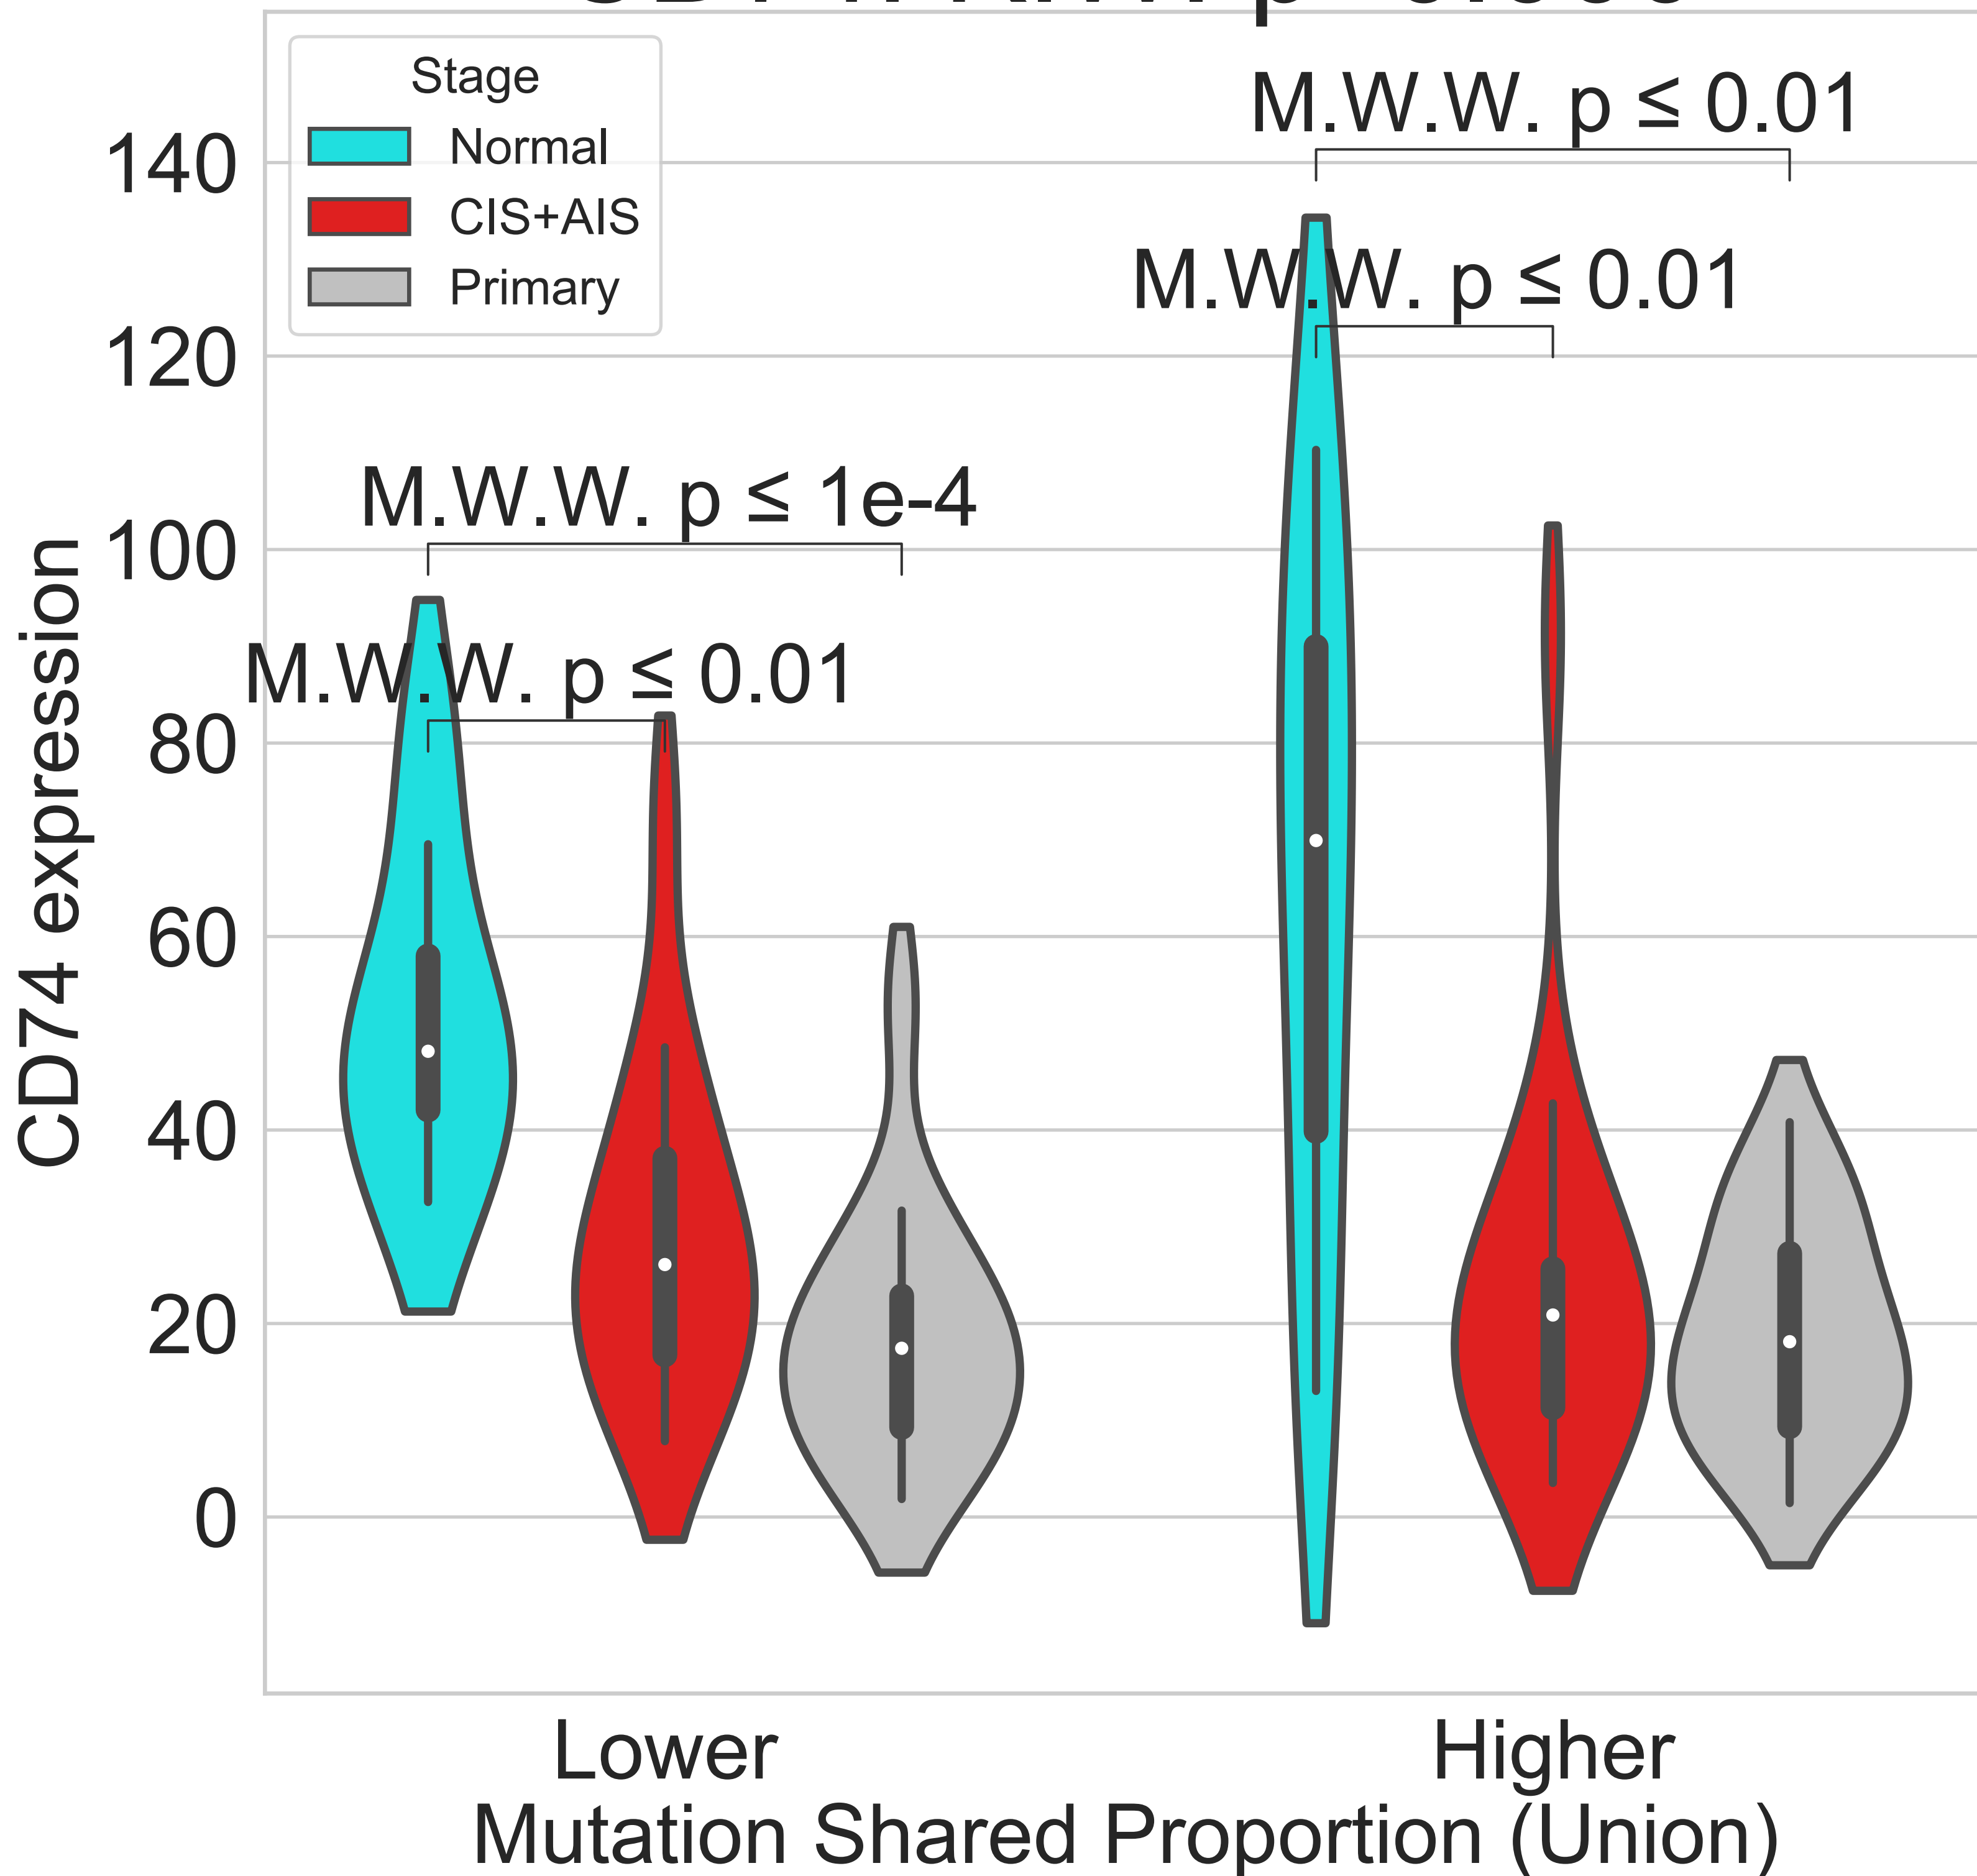 Stage
Normal
CIS+AIS
Primary
M.W.W. p ≤ 0.01
M.W.W. p ≤ 0.01
M.W.W. p ≤ 1e-4
M.W.W. p ≤ 0.01
140
120
100
80
60
40
20
0
CD74 expression
Lower
Higher
Mutation Shared Proportion (Union)